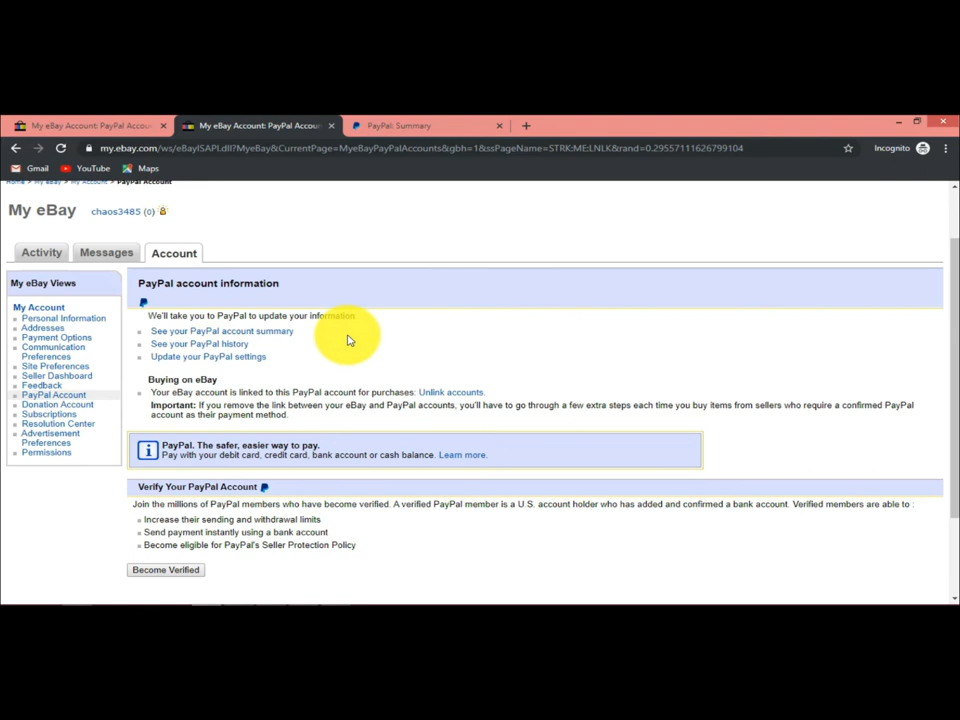 My eBay Account: PayPal Accou
My eBay Account: PayPal Accou
PayPal: Summary
my.ebay.com/ws/eBayISAPI.dll?MyeBay&CurrentPage=MyeBayPayPalAccounts&gbh=1&ssPageName=STRK:ME:LNLK&rand=0.29557111626799104
Incognito
Gmail
YouTube
Maps
Home > My eBay > My Account > PayPal Account
My eBay
chaos3485 (0)
Activity
Messages
Account
My eBay Views
My Account
Personal Information
Addresses
Payment Options
Communication
Preferences
Site Preferences
Seller Dashboard
Feedback
PayPal Account
Donation Account
Subscriptions
Resolution Center
Advertisement
Preferences
Permissions
PayPal account information
We'll take you to PayPal to update your information
See your PayPal account summary
See your PayPal history
Update your PayPal settings
Buying on eBay
Your eBay account is linked to this PayPal account for purchases: Unlink accounts.
Important: If you remove the link between your eBay and PayPal accounts, you'll have to go through a few extra steps each time you buy items from sellers who require a confirmed PayPal
account as their payment method.
PayPal. The safer, easier way to pay.
Pay with your debit card, credit card, bank account or cash balance. Learn more.
Verify Your PayPal Account
Join the millions of PayPal members who have become verified. A verified PayPal member is a U.S. account holder who has added and confirmed a bank account. Verified members are able to :
Increase their sending and withdrawal limits
Send payment instantly using a bank account
Become eligible for PayPal's Seller Protection Policy
Become Verified